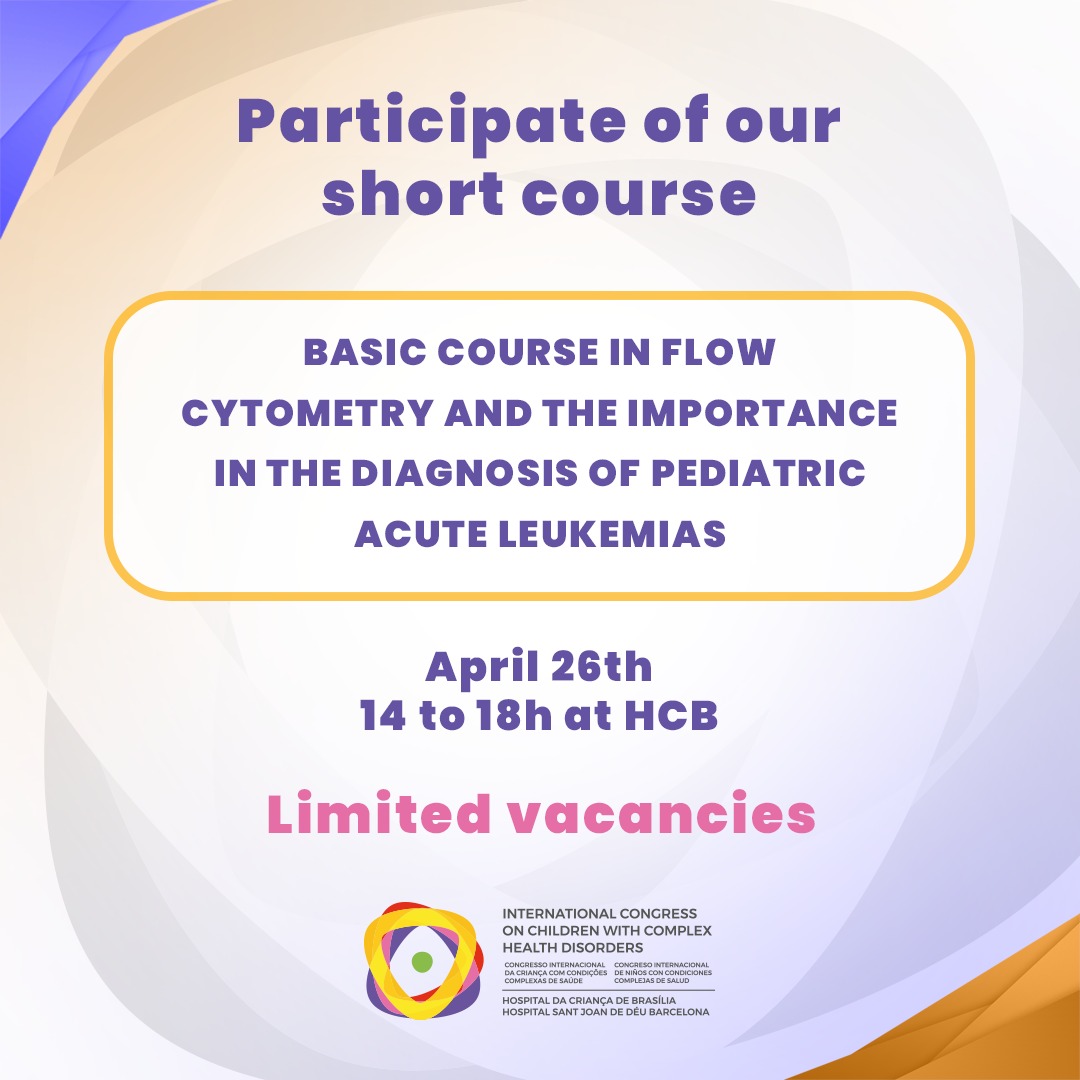 Participate of our
short course
BASIC COURSE IN FLOW
CYTOMETRY AND THE IMPORTANCE
IN THE DIAGNOSIS OF PEDIATRIC
ACUTE LEUKEMIAS
April 26th
14 to 18h at HCB
Limited vacancies
INTERNATIONAL CONGRESS
ON CHILDREN WITH COMPLEX
HEALTH DISORDERS
CONGRESSO INTERNACIONAL
DA CRIANÇA COM CONDIÇÕES
COMPLEXAS DE SAÚDE
CONGRESO INTERNACIONAL
DE NIÑOS CON CONDICIONES
COMPLEJAS DE SALUD
HOSPITAL DA CRIANÇA DE BRASÍLIA
HOSPITAL SANT JOAN DE DÉU BARCELONA